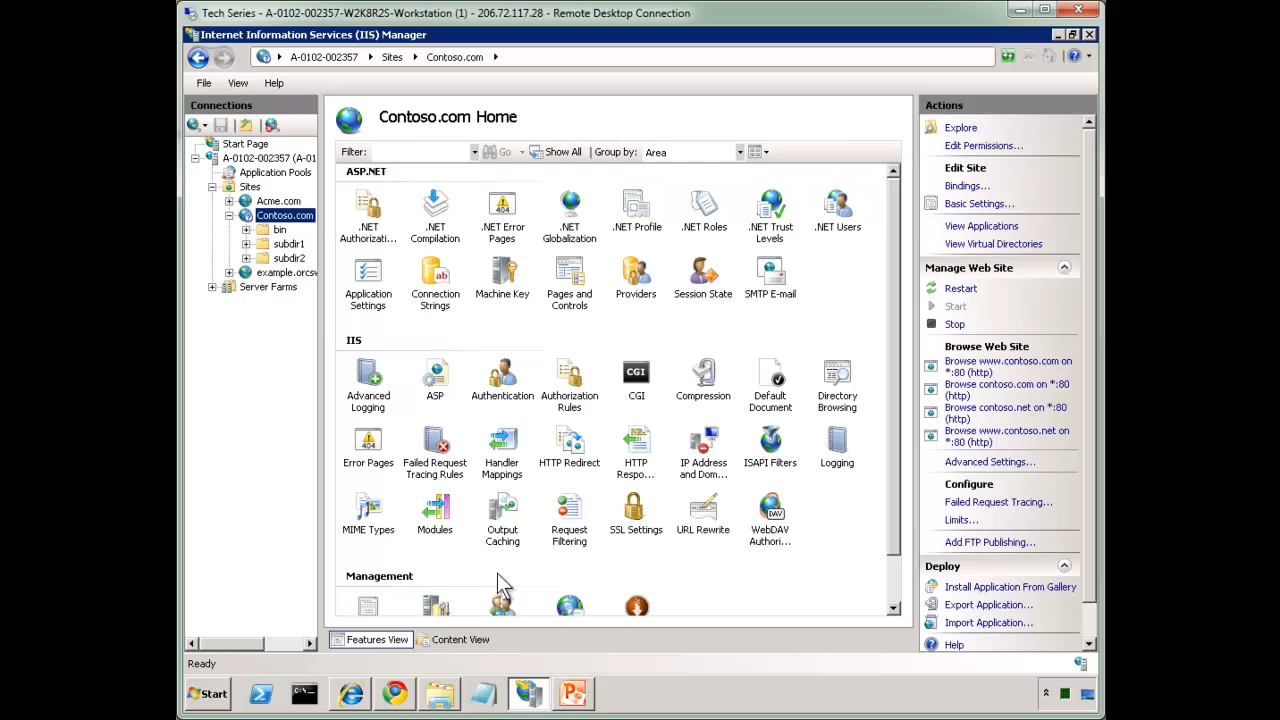 Tech Series - A-0102-002357-W2K8R2S-Workstation (1) - 206.72.117.28 - Remote Desktop Connection
Internet Information Services (IIS) Manager
A-0102-002357 Sites Contoso.com
File View Help
Connections
Start Page
A-0102-002357 (A-01
Application Pools
Sites
Acme.com
Contoso.com
bin
subdir1
subdir2
example.orcsw
Server Farms
Contoso.com Home
Filter: Go Show All Group by: Area
ASP.NET
.NET Authorizati...
.NET Compilation
.NET Error Pages
.NET Globalization
.NET Profile
.NET Roles
.NET Trust Levels
.NET Users
Application Settings
Connection Strings
Machine Key
Pages and Controls
Providers
Session State
SMTP E-mail
IIS
Advanced Logging
ASP
Authentication
Authorization Rules
CGI
Compression
Default Document
Directory Browsing
Error Pages
Failed Request Tracing Rules
Handler Mappings
HTTP Redirect
HTTP Respo...
IP Address and Dom...
ISAPI Filters
Logging
MIME Types
Modules
Output Caching
Request Filtering
SSL Settings
URL Rewrite
WebDAV Authori...
Management
Features View Content View
Actions
Explore
Edit Permissions...
Edit Site
Bindings...
Basic Settings...
View Applications
View Virtual Directories
Manage Web Site
Restart
Start
Stop
Browse Web Site
Browse www.contoso.com on
*:80 (http)
Browse contoso.com on *:80
(http)
Browse contoso.net on *:80
(http)
Browse www.contoso.net on
*:80 (http)
Advanced Settings...
Configure
Failed Request Tracing...
Limits...
Add FTP Publishing...
Deploy
Install Application From Gallery
Export Application...
Import Application...
Help
Ready
Start